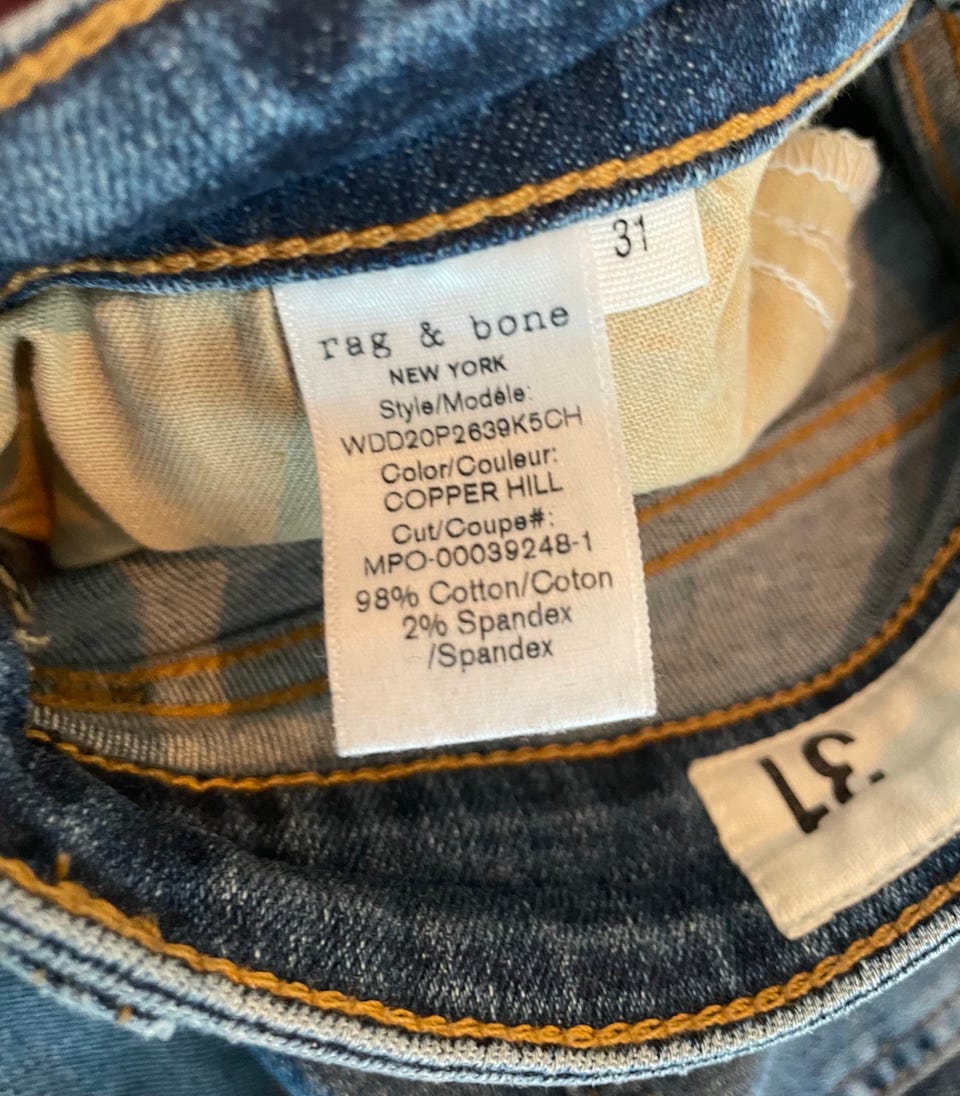 31
rag & bone
NEW YORK
Style/Modéle:
WDD20P2639K5CH
Color/Couleur:
COPPER HILL
Cut/Coupe#:
MPO-00039248-1
98% Cotton/Coton
2% Spandex
/Spandex
31